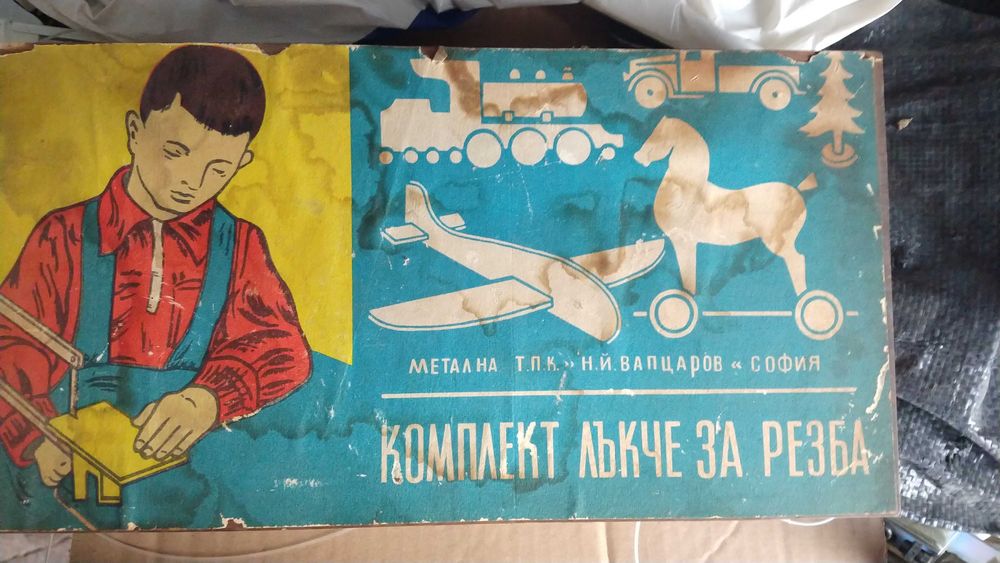 МЕТАЛНА Т.П.К. »Н.Й.ВАПЦАРОВ« СОФИЯ
КОМПЛЕКТ ЛЪКЧЕ ЗА РЕЗБА